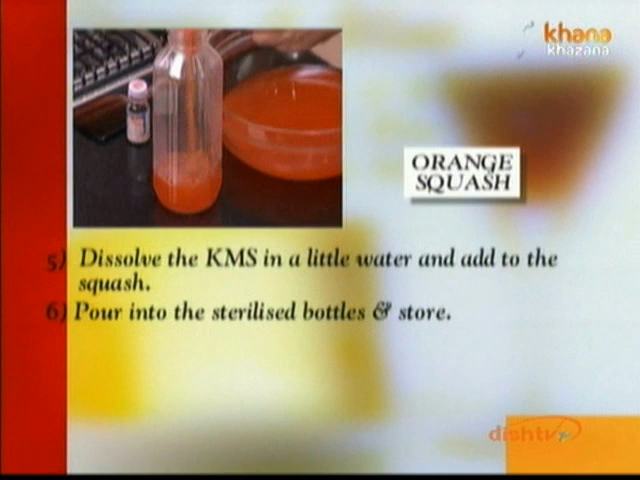 khana
khazana
ORANGE
SQUASH
5) Dissolve the KMS in a little water and add to the
squash.
6) Pour into the sterilised bottles & store.
dishtv